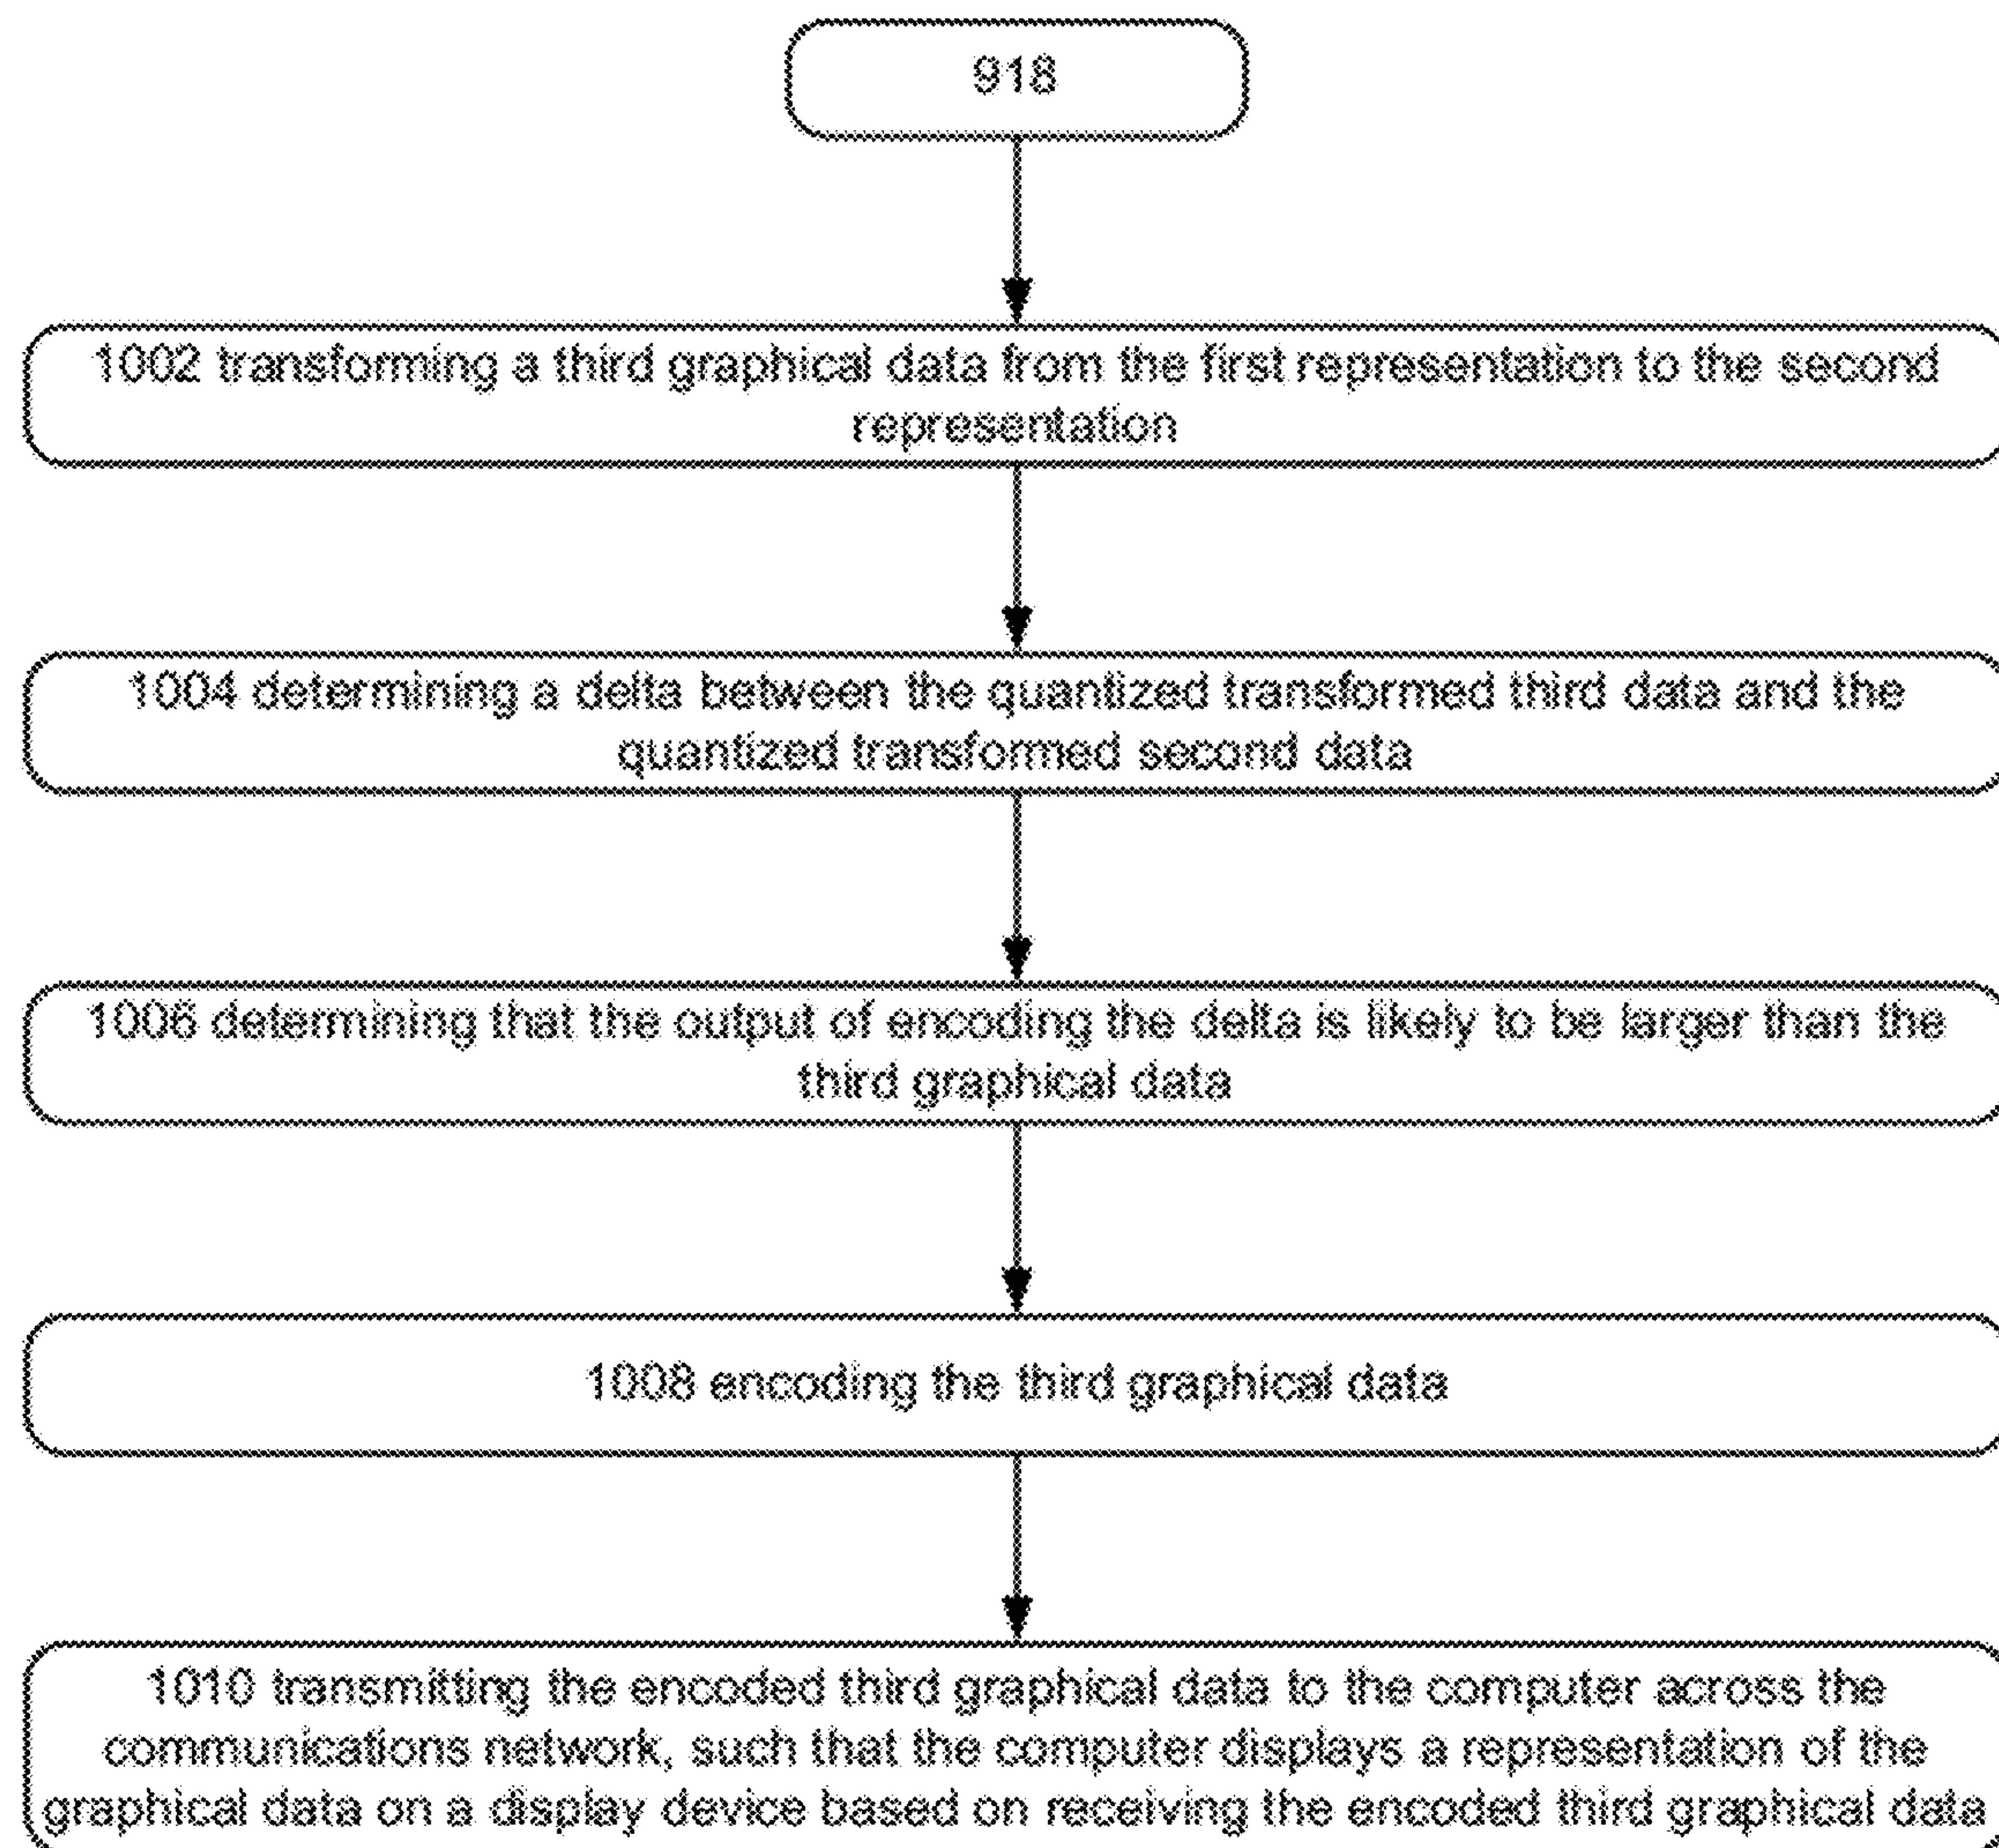 918
1002 transforming a third graphical data from the first representation to the second
representation
1004 determining a delta between the quantized transformed third data and the
quantized transformed second data
1006 determining that the output of encoding the delta is likely to be larger than the
third graphical data
1008 encoding the third graphical data
1010 transmitting the encoded third graphical data to the computer across the
communications network, such that the computer displays a representation of the
graphical data on a display device based on receiving the encoded third graphical data